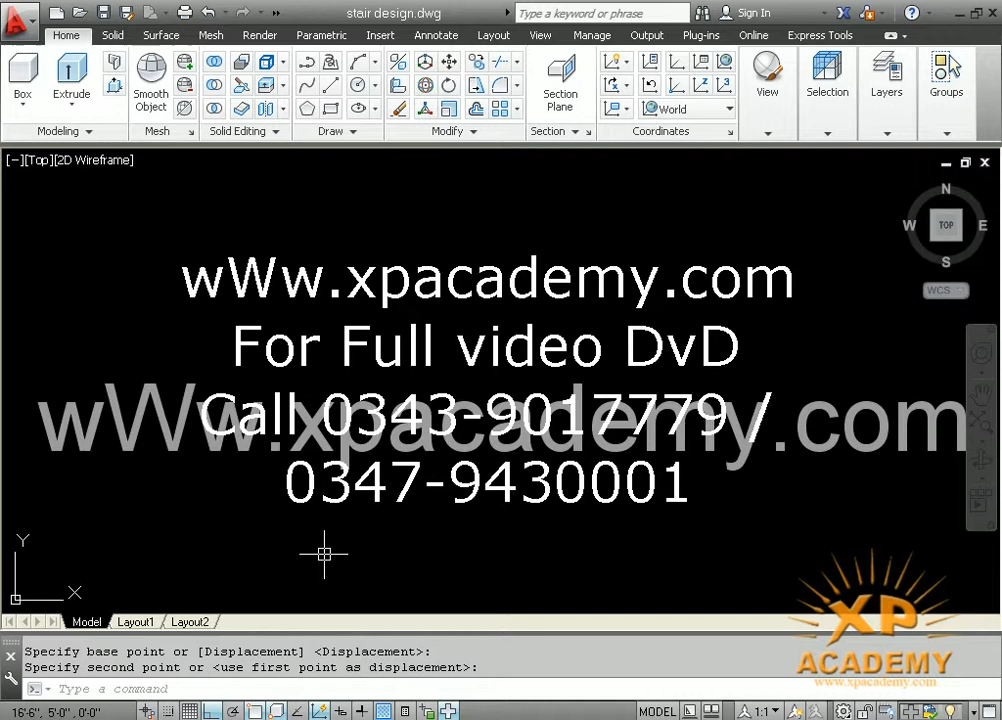 stair design.dwg
Type a keyword or phrase
Sign In
Home Solid Surface Mesh Render Parametric Insert Annotate Layout View Manage Output Plug-ins Online Express Tools
Box
Extrude
Smooth Object
Section Plane
World
View
Selection
Layers
Groups
Modeling
Mesh
Solid Editing
Draw
Modify
Section
Coordinates
[−][Top][2D Wireframe]
N
W
TOP
E
S
WCS
wWw.xpacademy.com
For Full video DvD
Call 0343-9017779 /
wWw.xpacademy.com
0347-9430001
Y
X
Model Layout1 Layout2
Specify base point or [Displacement] <Displacement>:
Specify second point or <use first point as displacement>:
Type a command
XP
ACADEMY
www.xpacademy.com
16'-6", 5'-0", 0'-0"
MODEL
1:1